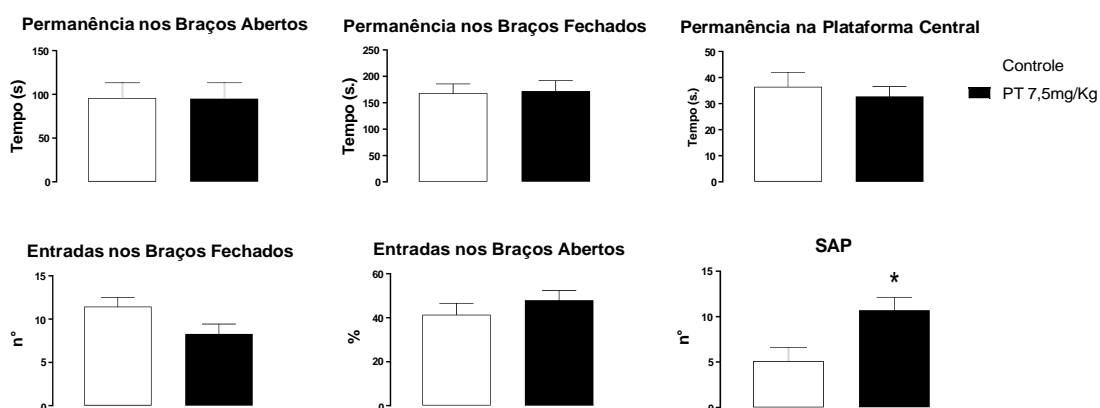 Permanência nos Braços Abertos
150
100
50
0
Tempo (s)
Permanência nos Braços Fechados
250
200
150
100
50
0
Tempo (s.)
Permanência na Plataforma Central
50
40
30
20
10
0
Tempo (s.)
Controle
PT 7,5mg/Kg
Entradas nos Braços Fechados
15
10
5
0
n°
Entradas nos Braços Abertos
60
40
20
0
%
SAP
15
10
5
0
n°
*